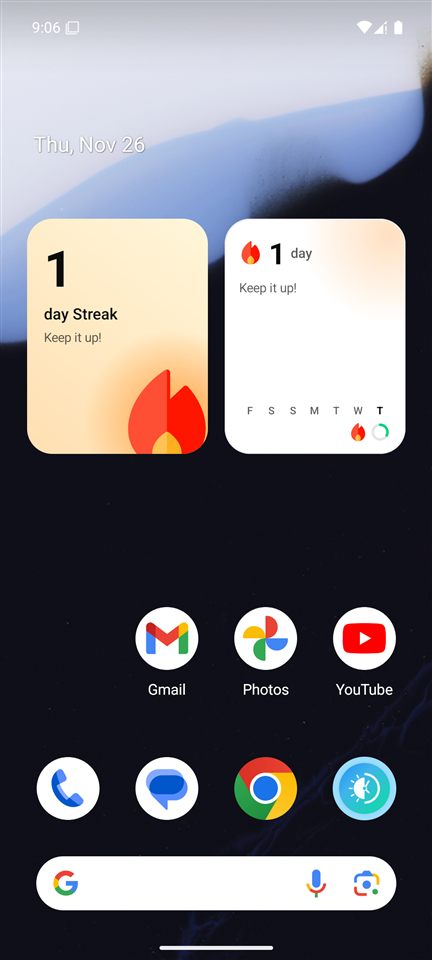 9:06
Thu, Nov 26
1
day Streak
Keep it up!
1 day
Keep it up!
F S S M T W T
Gmail Photos YouTube
G